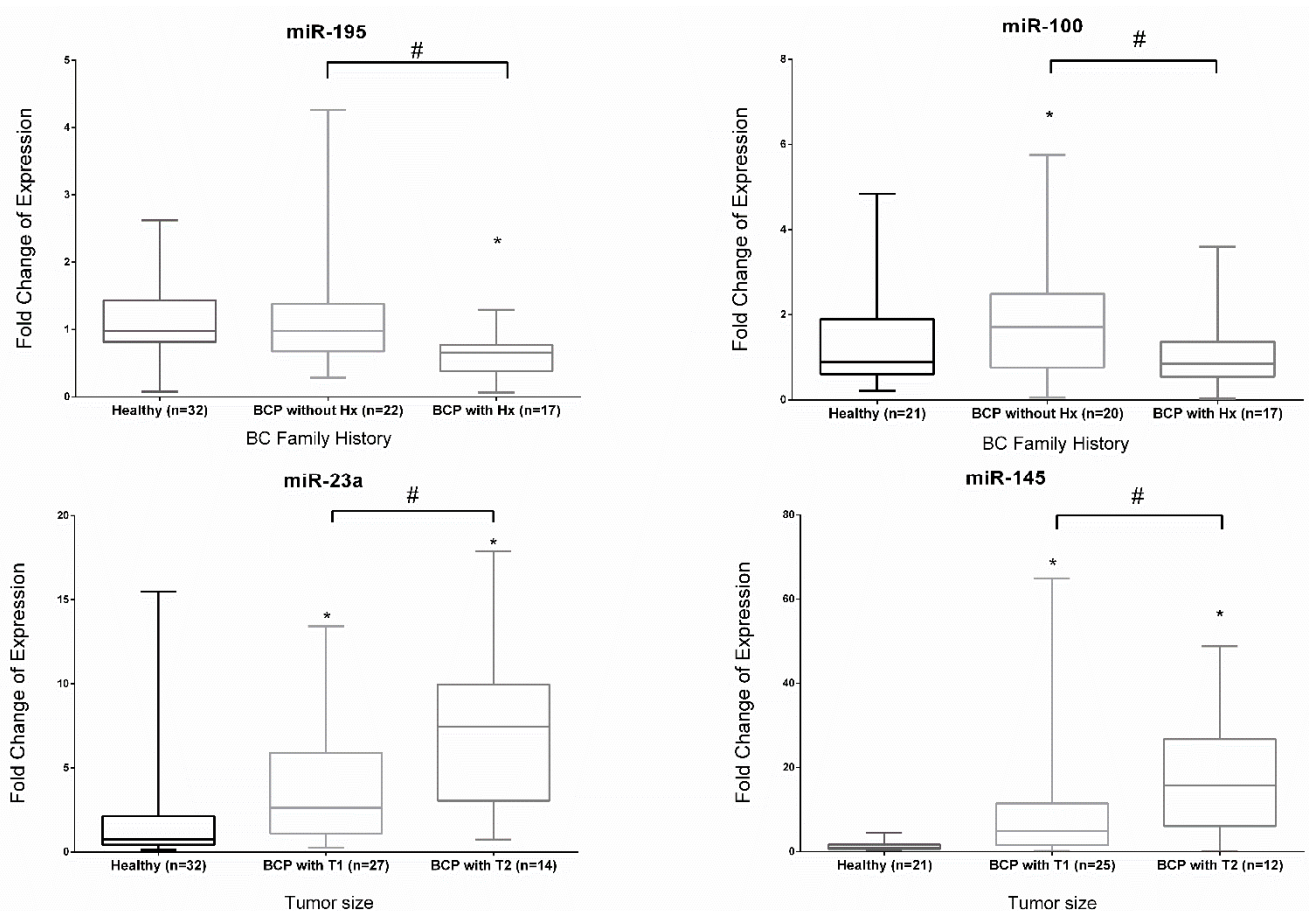 miR-195
#
5
4
3
2
1
0
*
Fold Change of Expression
Healthy (n=32) BCP without Hx (n=22) BCP with Hx (n=17)
BC Family History
miR-100
#
8
6
4
2
0
*
Fold Change of Expression
Healthy (n=21) BCP without Hx (n=20) BCP with Hx (n=17)
BC Family History
miR-23a
#
20
15
10
5
0
* *
Fold Change of Expression
Healthy (n=32) BCP with T1 (n=27) BCP with T2 (n=14)
Tumor size
miR-145
#
80
60
40
20
0
* *
Fold Change of Expression
Healthy (n=21) BCP with T1 (n=25) BCP with T2 (n=12)
Tumor size